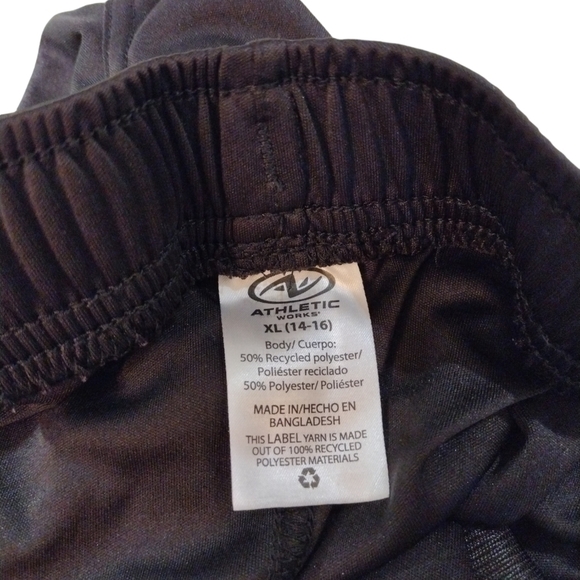 ATHLETIC
WORKS®
XL (14-16)
Body/ Cuerpo:
50% Recycled polyester/
Poliéster reciclado
50% Polyester/ Poliéster
MADE IN/HECHO EN
BANGLADESH
THIS LABEL YARN IS MADE
OUT OF 100% RECYCLED
POLYESTER MATERIALS